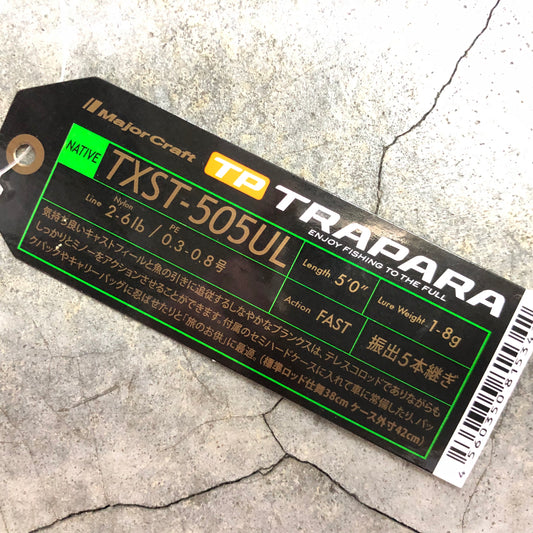 MajorCraft
TP TRAPARA
ENJOY FISHING TO THE FULL
NATIVE
TXST-505UL
Length 5'0"
Lure Weight 1-8g
Line Nylon 2-6lb / PE 0.3-0.8号
Action FAST
振出5本継ぎ
気持ち良いキャストフィールと魚の引きに追従するしなやかなブランクスは、テレスコロッドでありながらも
しっかりとミノーをアクションさせることができます。付属のセミハードケースに入れて車に常備したり、バッ
クパックやキャリーバッグに忍ばせたりと「旅のお供」に最適。(標準ロッド仕舞38cm ケース外寸42cm)